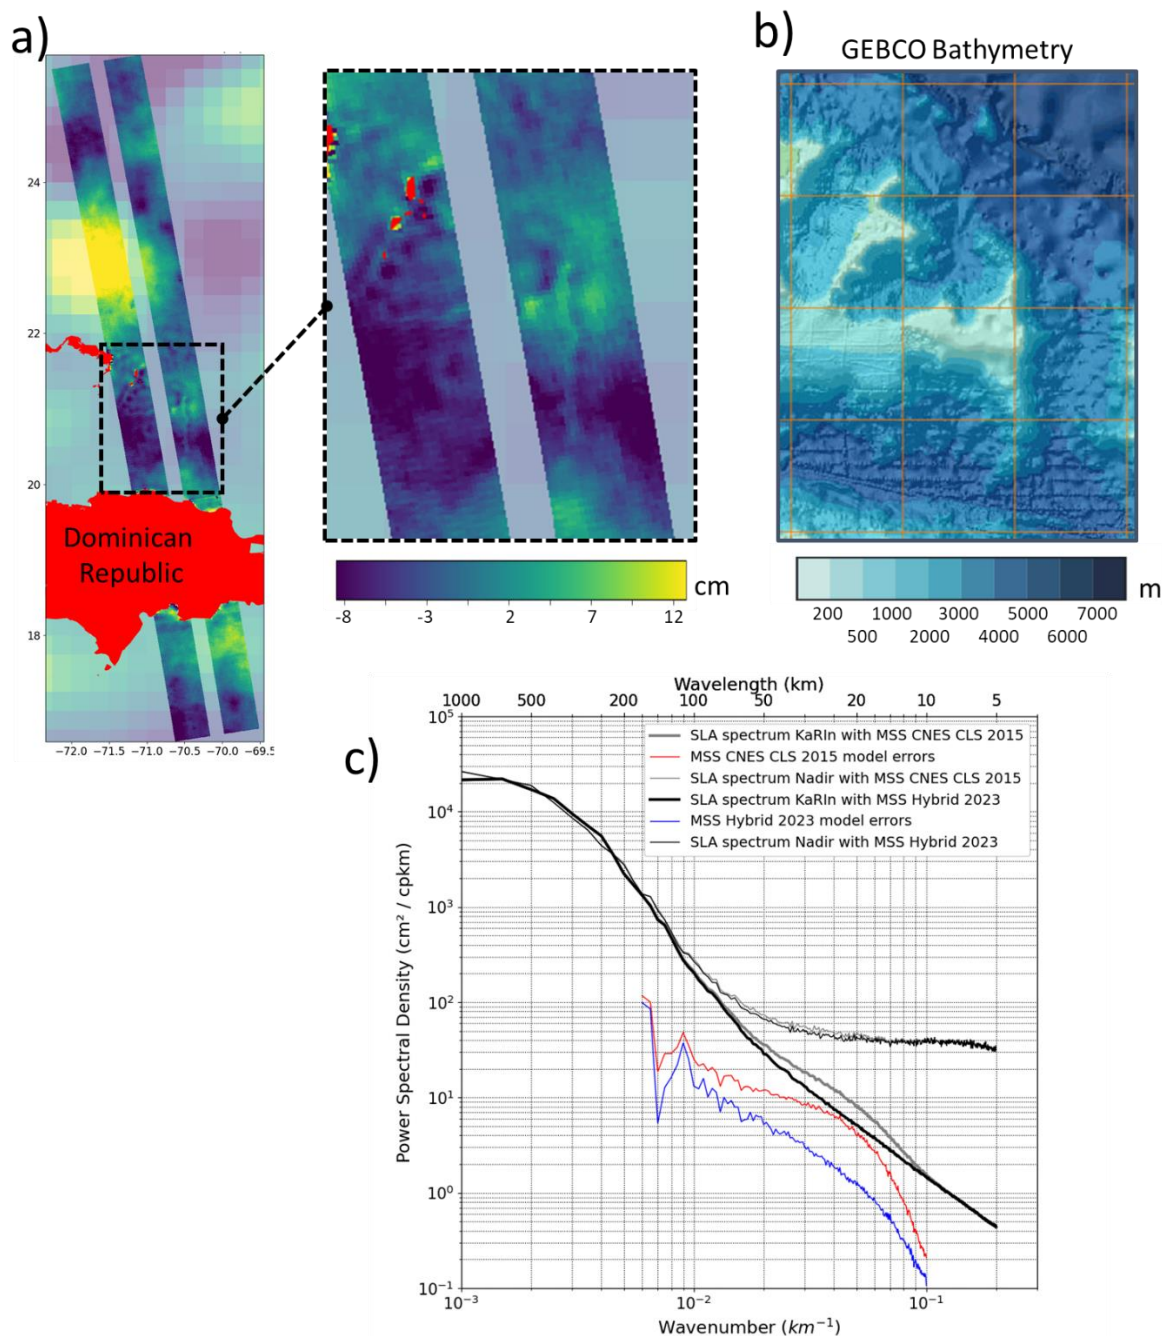 a)
24
22
20
18
Dominican
Republic
−72.0 −71.5 −71.0 −70.5 −70.0 −69.5
-8 -3 2 7 12 cm
b)
GEBCO Bathymetry
200 1000 3000 5000 7000 m
500 2000 4000 6000
c)
Wavelength (km)
1000 500 200 100 50 20 10 5
SLA spectrum KaRIn with MSS CNES CLS 2015
MSS CNES CLS 2015 model errors
SLA spectrum Nadir with MSS CNES CLS 2015
SLA spectrum KaRIn with MSS Hybrid 2023
MSS Hybrid 2023 model errors
SLA spectrum Nadir with MSS Hybrid 2023
Power Spectral Density (cm² / cpkm)
10⁵
10⁴
10³
10²
10¹
10⁰
10⁻¹
10⁻³ 10⁻² 10⁻¹
Wavenumber (km⁻¹)